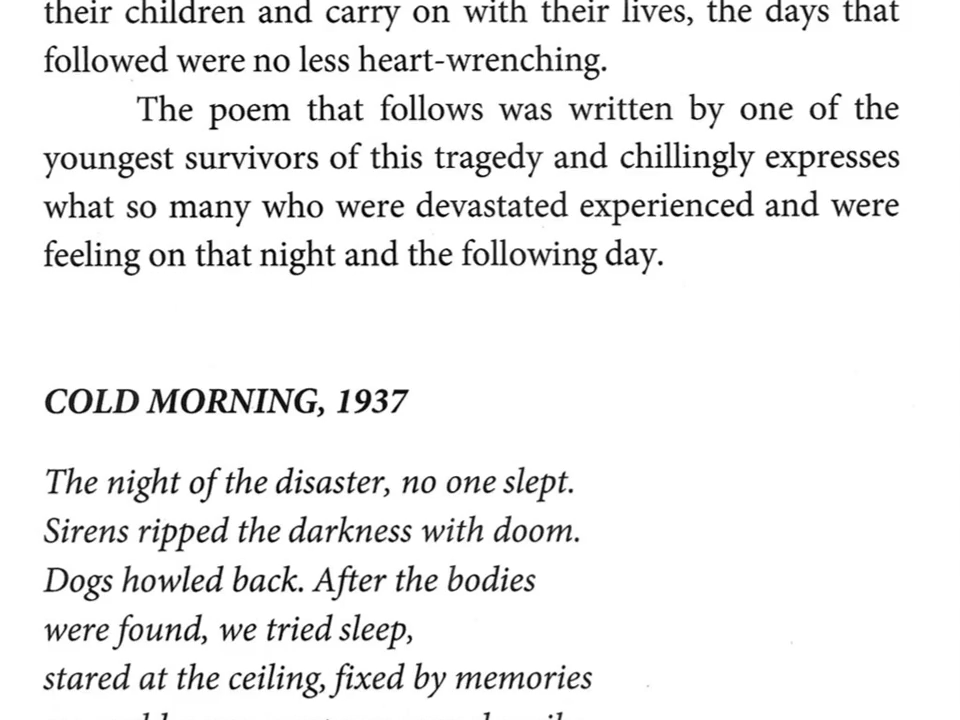 their children and carry on with their lives, the days that
followed were no less heart-wrenching.
The poem that follows was written by one of the
youngest survivors of this tragedy and chillingly expresses
what so many who were devastated experienced and were
feeling on that night and the following day.
COLD MORNING, 1937
The night of the disaster, no one slept.
Sirens ripped the darkness with doom.
Dogs howled back. After the bodies
were found, we tried sleep,
stared at the ceiling, fixed by memories